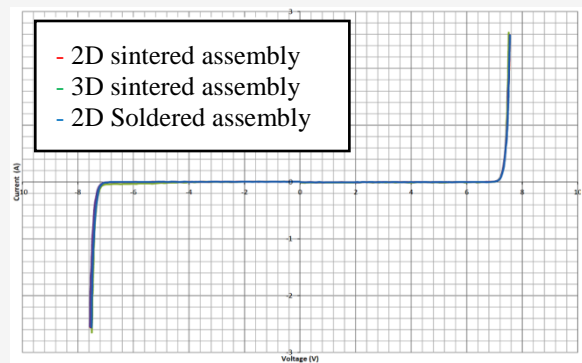 3
- 2D sintered assembly
- 3D sintered assembly
- 2D Soldered assembly
Current (A)
-10 -8 -6 -4 -2 0 2 4 6 8 10
-1
-2
-3
Voltage (V)